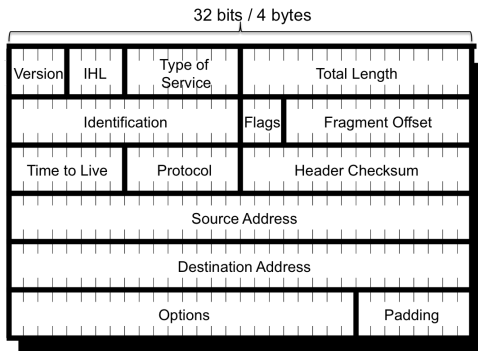 32 bits / 4 bytes
Version IHL Type of Service Total Length
Identification Flags Fragment Offset
Time to Live Protocol Header Checksum
Source Address
Destination Address
Options Padding